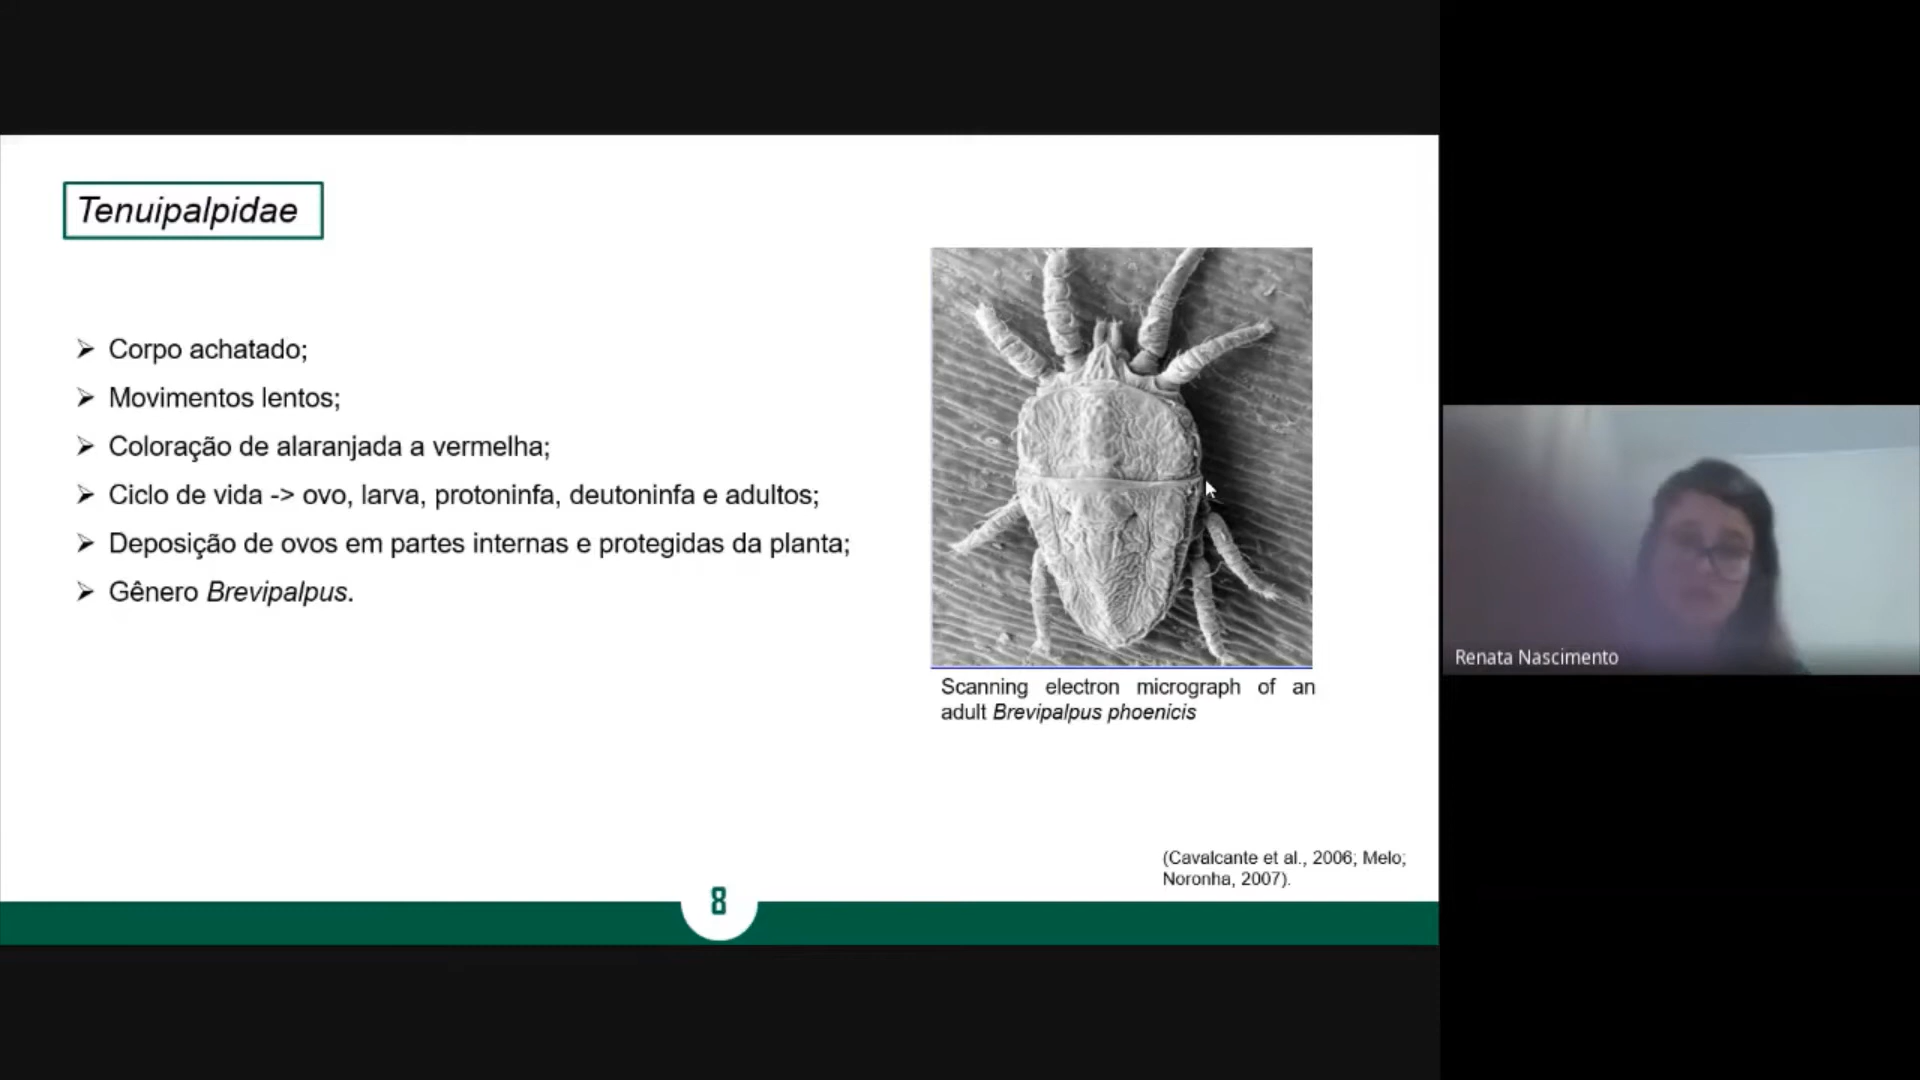 Tenuipalpidae
Corpo achatado;
Movimentos lentos;
Coloração de alaranjada a vermelha;
Ciclo de vida -> ovo, larva, protoninfa, deutoninfa e adultos;
Deposição de ovos em partes internas e protegidas da planta;
Gênero Brevipalpus.
Scanning electron micrograph of an
adult Brevipalpus phoenicis
(Cavalcante et al., 2006; Melo;
Noronha, 2007).
8
Renata Nascimento